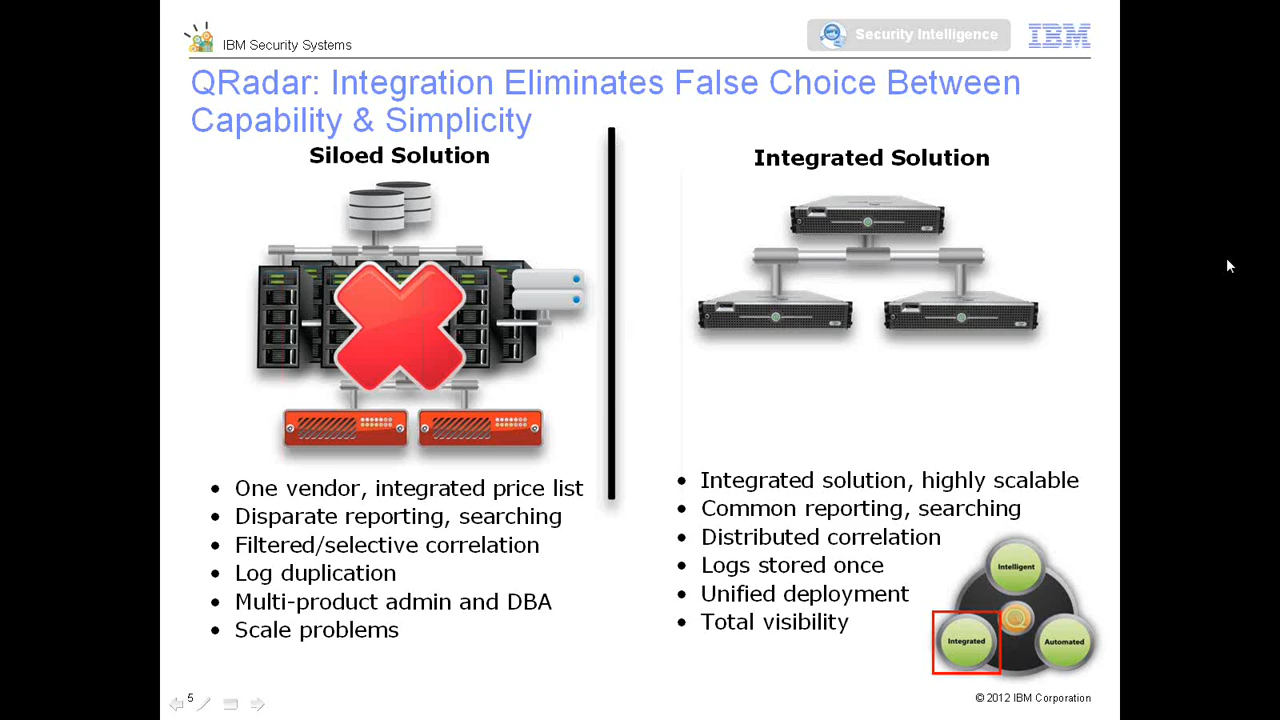 IBM Security Systems
Security Intelligence
IBM
QRadar: Integration Eliminates False Choice Between
Capability & Simplicity
Siloed Solution
• One vendor, integrated price list
• Disparate reporting, searching
• Filtered/selective correlation
• Log duplication
• Multi-product admin and DBA
• Scale problems
Integrated Solution
• Integrated solution, highly scalable
• Common reporting, searching
• Distributed correlation
• Logs stored once
• Unified deployment
• Total visibility
Intelligent
Integrated
Automated
5
© 2012 IBM Corporation